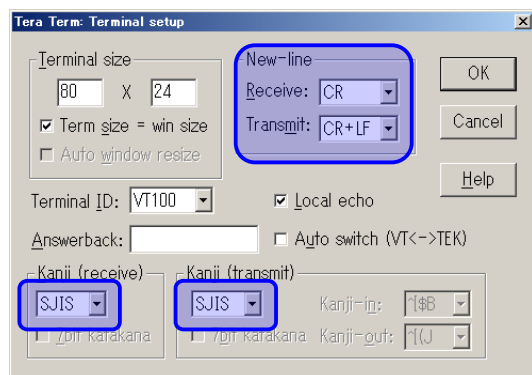 Tera Term: Terminal setup
Terminal size
80 X 24
Term size = win size
Auto window resize
New-line
Receive: CR
Transmit: CR+LF
OK
Cancel
Help
Terminal ID: VT100
Local echo
Answerback:
Auto switch (VT<->TEK)
Kanji (receive)
SJIS
7bit katakana
Kanji (transmit)
SJIS
7bit katakana
Kanji-in: ^[$B
Kanji-out: ^[(J